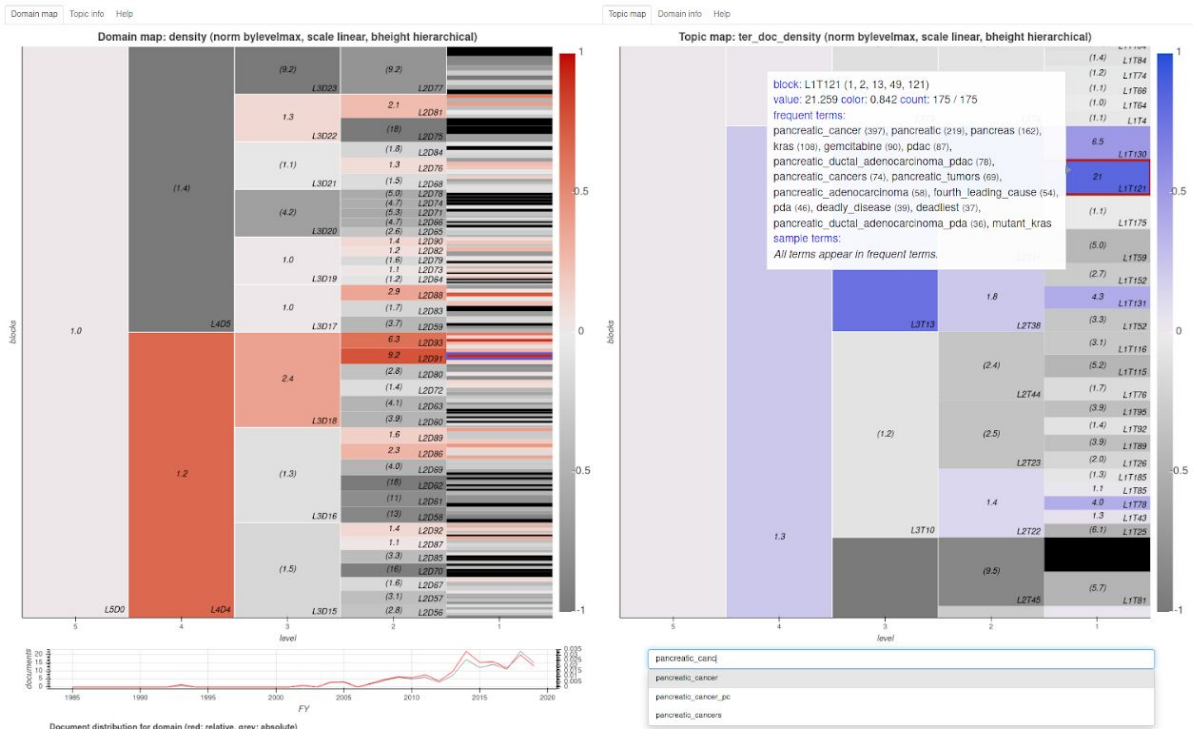 Domain map
Topic info
Help
Domain map: density (norm bylevelmax, scale linear, bheight hierarchical)
blocks
1.0
L5D0
(1.4)
L4D5
1.2
L4D4
(9.2)
L3D23
1.3
L3D22
(1.1)
L3D21
(4.2)
L3D20
1.0
L3D19
1.0
L3D17
2.4
L3D18
(1.3)
L3D16
(1.5)
L3D15
(9.2) L2D77
2.1 L2D81
(18) L2D75
(1.8) L2D84
1.3 L2D76
(1.5) L2D68
(5.0) L2D78
(4.7) L2D74
(5.3) L2D71
(4.7) L2D66
(2.6) L2D65
1.4 L2D90
1.2 L2D82
(1.6) L2D79
1.1 L2D73
(1.2) L2D64
2.9 L2D88
(1.7) L2D83
(3.7) L2D59
6.3 L2D93
9.2 L2D91
(2.8) L2D80
(1.4) L2D72
(4.1) L2D63
(3.9) L2D60
1.6 L2D89
2.3 L2D86
(4.0) L2D69
(18) L2D62
(11) L2D61
(13) L2D58
1.4 L2D92
1.1 L2D87
(3.3) L2D85
(16) L2D70
(1.6) L2D67
(3.1) L2D57
(2.8) L2D56
1
0.5
0
-0.5
-1
5 4 3 2 1
level
documents
20
15
10
5
0
0.035
0.005
0
1985 1990 1995 2000 2005 2010 2015 2020
FY
Document distribution for domain (red: relative, grey: absolute)
Topic map
Domain info
Help
Topic map: ter_doc_density (norm bylevelmax, scale linear, bheight hierarchical)
block: L1T121 (1, 2, 13, 49, 121)
value: 21.259 color: 0.842 count: 175 / 175
frequent terms:
pancreatic_cancer (397), pancreatic (219), pancreas (162),
kras (108), gemcitabine (90), pdac (87),
pancreatic_ductal_adenocarcinoma_pdac (78),
pancreatic_cancers (74), pancreatic_tumors (69),
pancreatic_adenocarcinoma (58), fourth_leading_cause (54),
pda (46), deadly_disease (39), deadliest (37),
pancreatic_ductal_adenocarcinoma_pda (36), mutant_kras
sample terms:
All terms appear in frequent terms.
blocks
1.3
L3T13
(1.2)
L3T10
1.8
L2T38
(2.4)
L2T44
(2.5)
L2T23
1.4
L2T22
(9.5)
L2T45
(1.4) L1T84
(1.2) L1T74
(1.1) L1T66
(1.0) L1T64
(1.1) L1T4
6.5 L1T130
21 L1T121
(1.1) L1T175
(5.0) L1T59
(2.7) L1T152
4.3 L1T131
(3.3) L1T52
(3.1) L1T116
(5.2) L1T115
(1.7) L1T76
(3.9) L1T95
(1.4) L1T92
(3.9) L1T89
(2.0) L1T26
(1.3) L1T185
1.1 L1T85
4.0 L1T78
1.3 L1T43
(6.1) L1T25
(5.7) L1T81
1
0.5
0
-0.5
-1
5 4 3 2 1
level
pancreatic_canc
pancreatic_cancer
pancreatic_cancer_pc
pancreatic_cancers